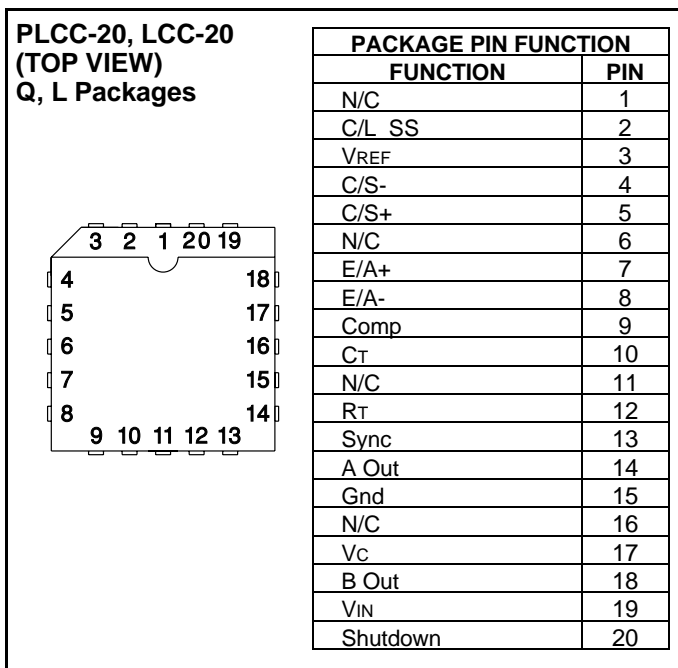 PLCC-20, LCC-20
(TOP VIEW)
Q, L Packages
3 2 1 20 19
4 18
5 17
6 16
7 15
8 14
9 10 11 12 13
PACKAGE PIN FUNCTION
FUNCTION PIN
N/C 1
C/L SS 2
VREF 3
C/S- 4
C/S+ 5
N/C 6
E/A+ 7
E/A- 8
Comp 9
CT 10
N/C 11
RT 12
Sync 13
A Out 14
Gnd 15
N/C 16
VC 17
B Out 18
VIN 19
Shutdown 20